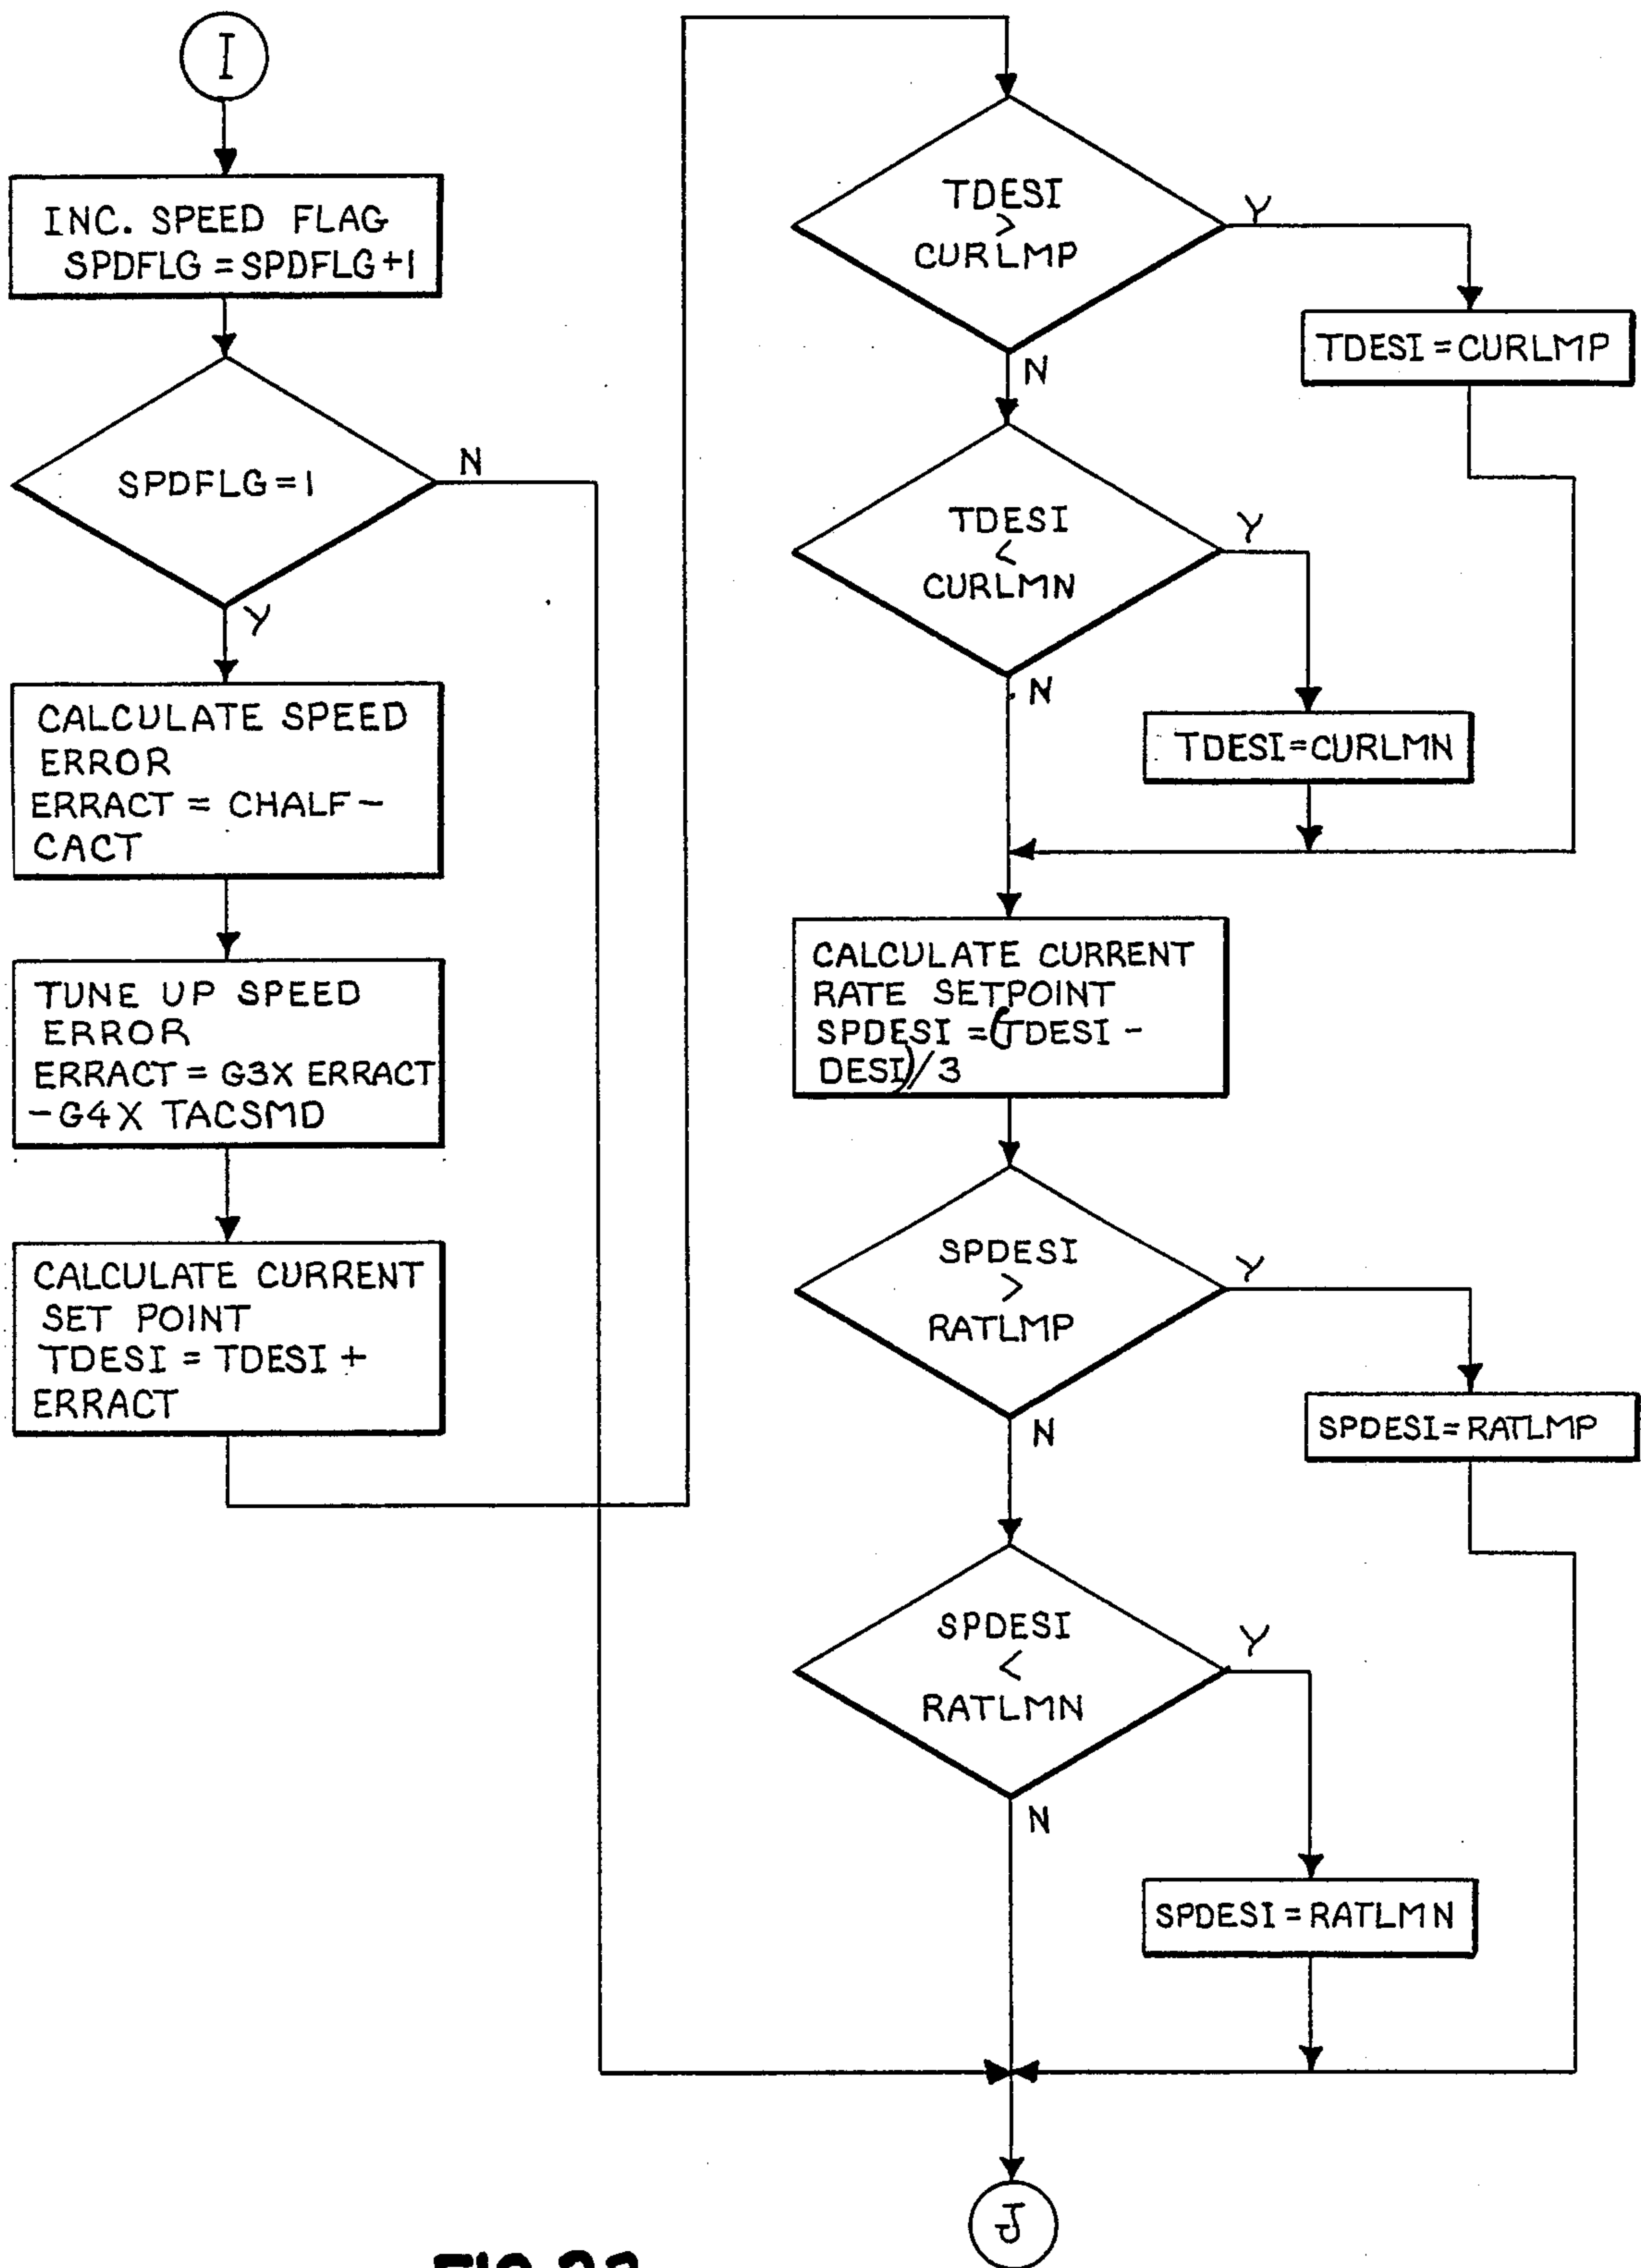 I
INC. SPEED FLAG
SPDFLG = SPDFLG+1
SPDFLG = 1
N
Y
CALCULATE SPEED
ERROR
ERRACT = CHALF-
CACT
TUNE UP SPEED
ERROR
ERRACT = G3X ERRACT
-G4X TACSMD
CALCULATE CURRENT
SET POINT
TDESI = TDESI +
ERRACT
TDESI
>
CURLMP
Y
TDESI = CURLMP
N
TDESI
<
CURLMN
Y
N
TDESI=CURLMN
CALCULATE CURRENT
RATE SETPOINT
SPDESI =(TDESI -
DESI)/3
SPDESI
>
RATLMP
Y
SPDESI=RATLMP
N
SPDESI
<
RATLMN
Y
N
SPDESI = RATLMN
J